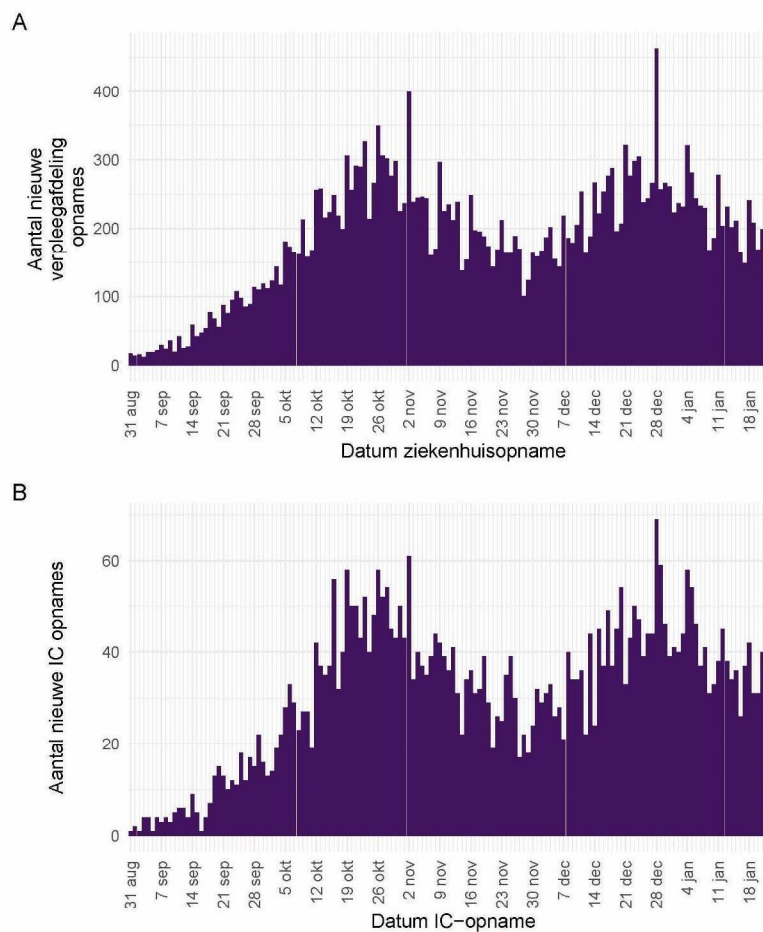 A
Aantal nieuwe
verpleegafdeling
opnames
400
300
200
100
0
31 aug
7 sep
14 sep
21 sep
28 sep
5 okt
12 okt
19 okt
26 okt
2 nov
9 nov
16 nov
23 nov
30 nov
7 dec
14 dec
21 dec
28 dec
4 jan
11 jan
18 jan
Datum ziekenhuisopname
B
Aantal nieuwe IC opnames
60
40
20
0
31 aug
7 sep
14 sep
21 sep
28 sep
5 okt
12 okt
19 okt
26 okt
2 nov
9 nov
16 nov
23 nov
30 nov
7 dec
14 dec
21 dec
28 dec
4 jan
11 jan
18 jan
Datum IC−opname